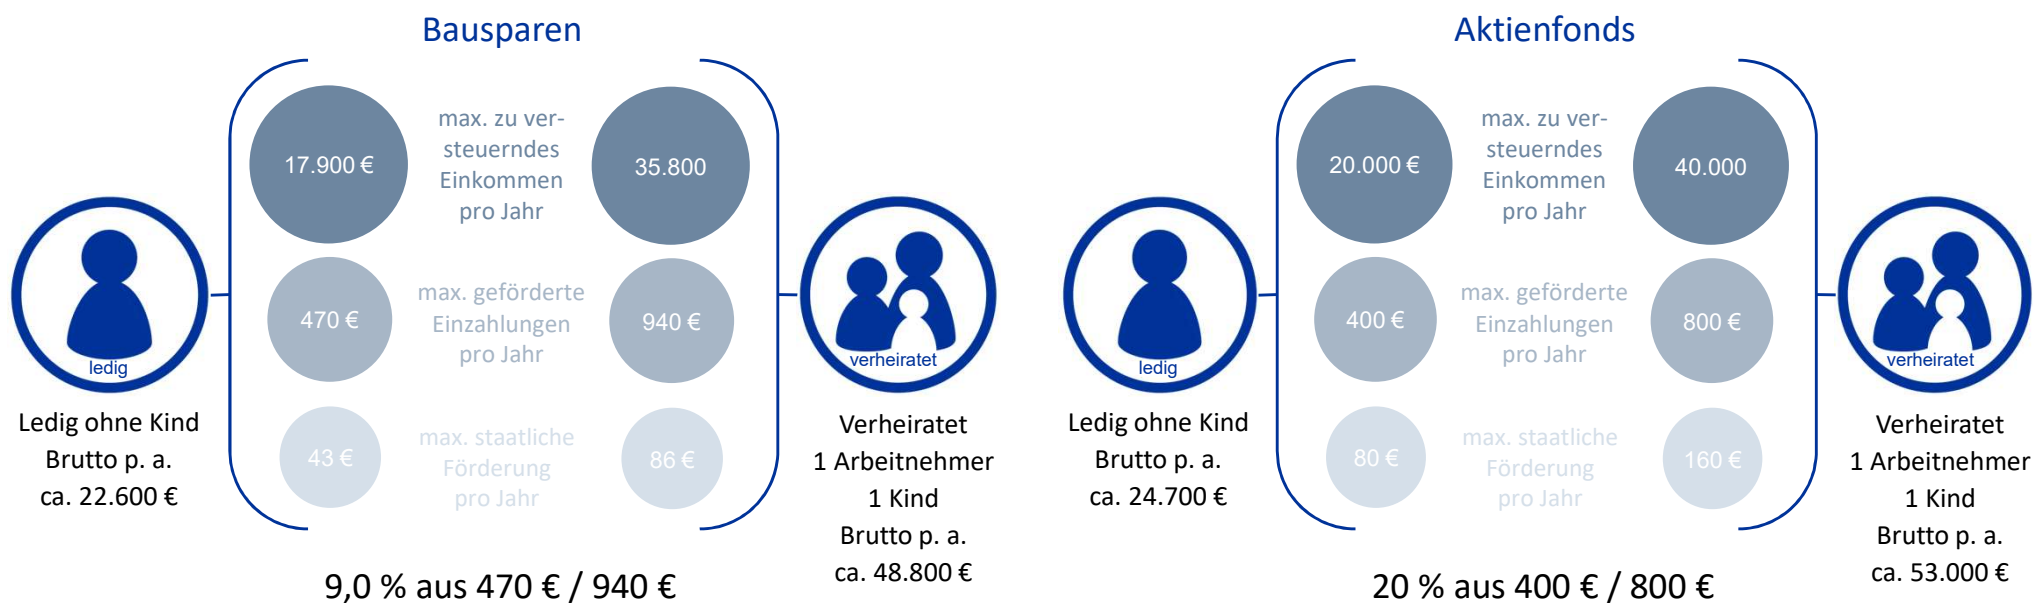 Bausparen
17.900 €
max. zu ver-
steuerndes
Einkommen
pro Jahr
35.800
470 €
max. geförderte
Einzahlungen
pro Jahr
940 €
43 €
max. staatliche
Förderung
pro Jahr
86 €
ledig
Ledig ohne Kind
Brutto p. a.
ca. 22.600 €
verheiratet
Verheiratet
1 Arbeitnehmer
1 Kind
Brutto p. a.
ca. 48.800 €
9,0 % aus 470 € / 940 €
Aktienfonds
20.000 €
max. zu ver-
steuerndes
Einkommen
pro Jahr
40.000
400 €
max. geförderte
Einzahlungen
pro Jahr
800 €
80 €
max. staatliche
Förderung
pro Jahr
160 €
ledig
Ledig ohne Kind
Brutto p. a.
ca. 24.700 €
verheiratet
Verheiratet
1 Arbeitnehmer
1 Kind
Brutto p. a.
ca. 53.000 €
20 % aus 400 € / 800 €